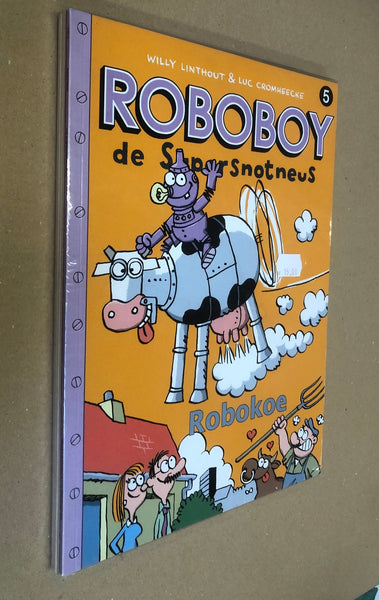 WILLY LINTHOUT & LUC CROMHEECKE
5
ROBOBOY
de Supersnotneus
Robokoe